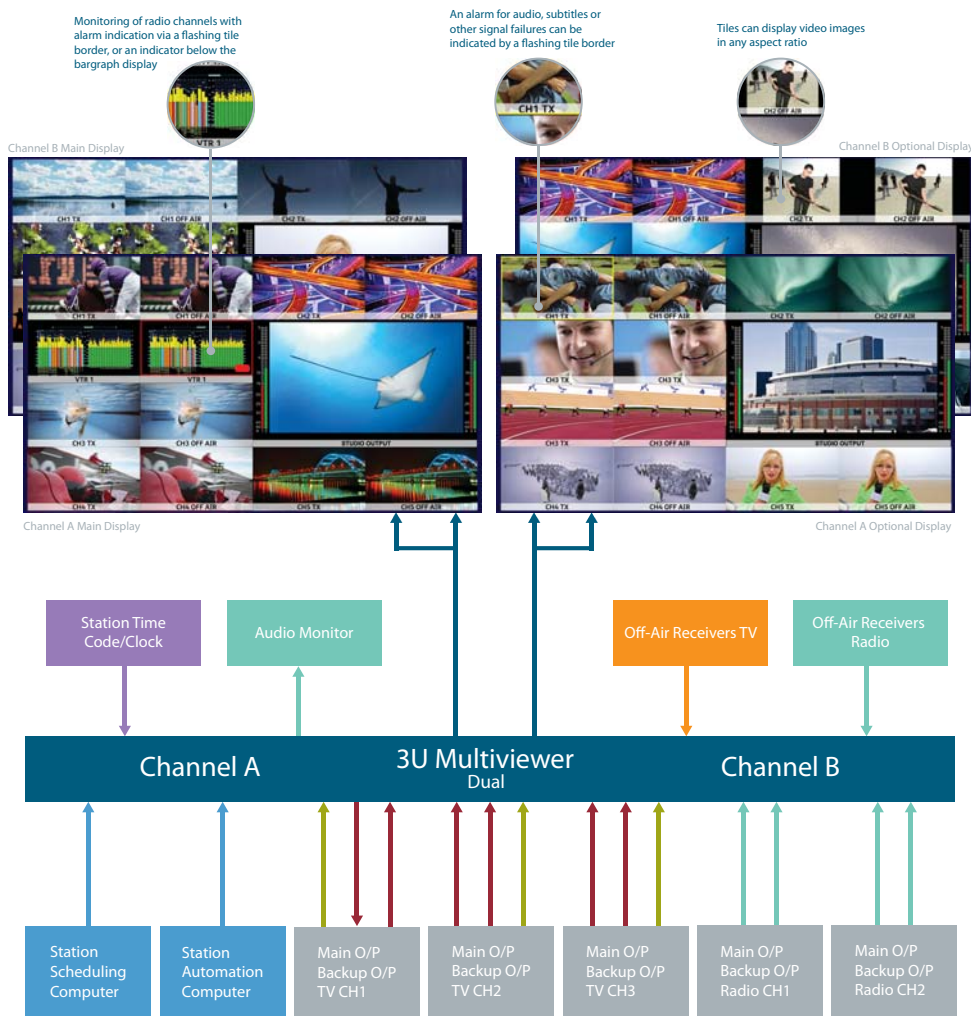 Monitoring of radio channels with
alarm indication via a flashing tile
border, or an indicator below the
bargraph display
An alarm for audio, subtitles or
other signal failures can be
indicated by a flashing tile border
Tiles can display video images
in any aspect ratio
VTR 1
CH1 TX
CH2 OFF AIR
Channel B Main Display
Channel B Optional Display
CH1 TX
CH1 OFF AIR
CH2 TX
CH2 OFF AIR
CH1 TX
CH1 OFF AIR
CH2 TX
CH2 OFF AIR
CH1 TX
CH1 OFF AIR
CH2 TX
CH2 OFF AIR
VTR 1
VTR 1
CH3 TX
CH3 OFF AIR
STUDIO OUTPUT
CH4 TX
CH4 OFF AIR
CH5 TX
CH5 OFF AIR
CH1 TX
CH1 OFF AIR
CH2 TX
CH2 OFF AIR
CH3 TX
CH3 TX
CH3 TX
CH3 OFF AIR
STUDIO OUTPUT
CH4 TX
CH4 OFF AIR
CH5 TX
CH5 OFF AIR
Channel A Main Display
Channel A Optional Display
Station Time
Code/Clock
Audio Monitor
Off-Air Receivers TV
Off-Air Receivers
Radio
Channel A
3U Multiviewer
Dual
Channel B
Station
Scheduling
Computer
Station
Automation
Computer
Main O/P
Backup O/P
TV CH1
Main O/P
Backup O/P
TV CH2
Main O/P
Backup O/P
TV CH3
Main O/P
Backup O/P
Radio CH1
Main O/P
Backup O/P
Radio CH2